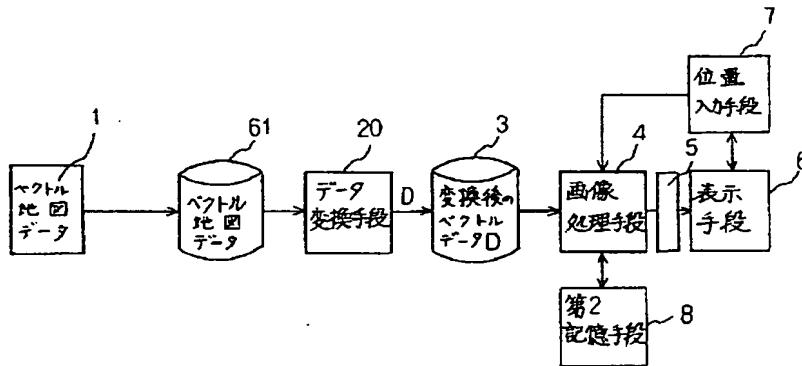 1
ベクトル
地図
データ
61
ベクトル
地図
データ
20
データ
変換手段
D
3
変換後の
ベクトル
データD
4
画像
処理手段
5
7
位置
入力手段
6
表示
手段
第2
記憶手段
8